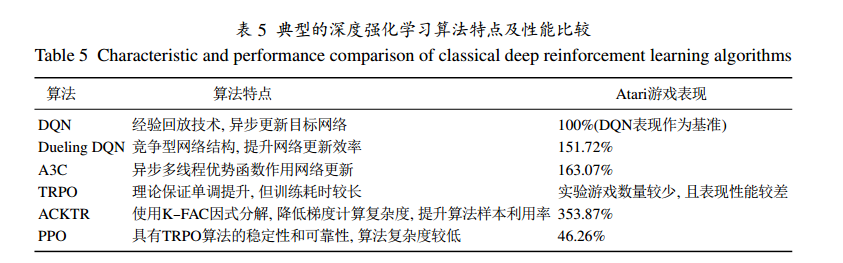 表 5 典型的深度强化学习算法特点及性能比较
Table 5 Characteristic and performance comparison of classical deep reinforcement learning algorithms
算法 算法特点 Atari游戏表现
DQN 经验回放技术, 异步更新目标网络 100%(DQN表现作为基准)
Dueling DQN 竞争型网络结构, 提升网络更新效率 151.72%
A3C 异步多线程优势函数作用网络更新 163.07%
TRPO 理论保证单调提升, 但训练耗时较长 实验游戏数量较少, 且表现性能较差
ACKTR 使用K–FAC因式分解, 降低梯度计算复杂度, 提升算法样本利用率 353.87%
PPO 具有TRPO算法的稳定性和可靠性, 算法复杂度较低 46.26%